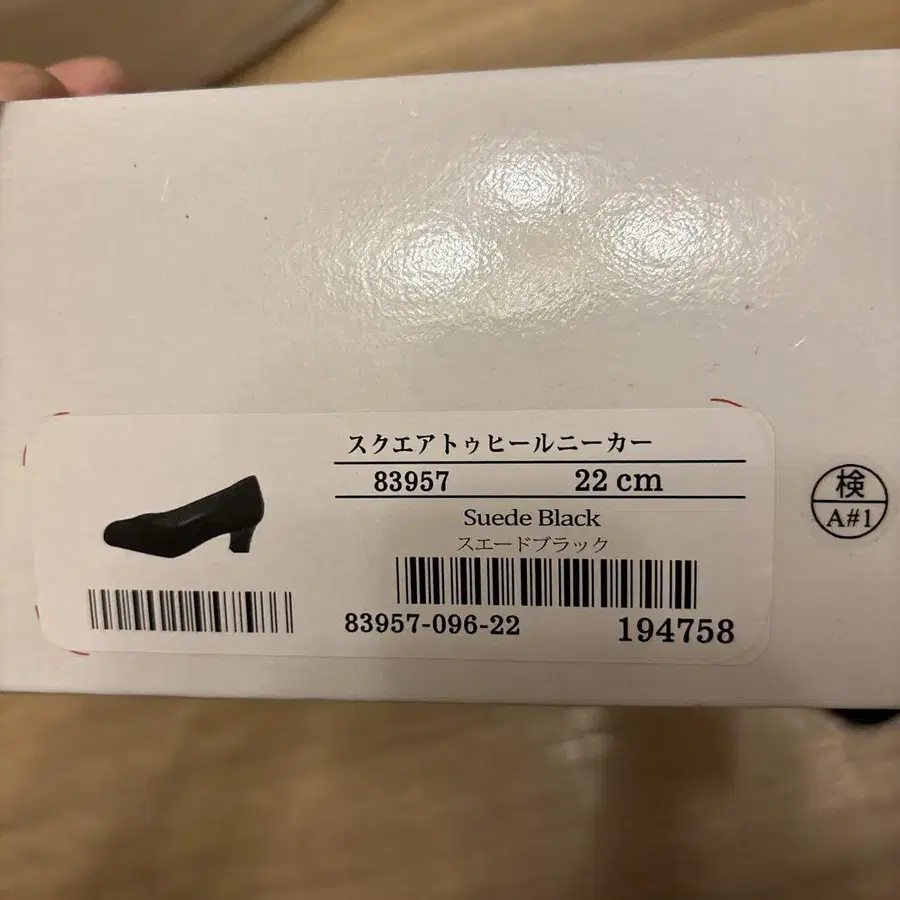 スクエアトゥヒールニーカー
83957 22 cm
Suede Black
スエードブラック
83957-096-22 194758
検
A#1